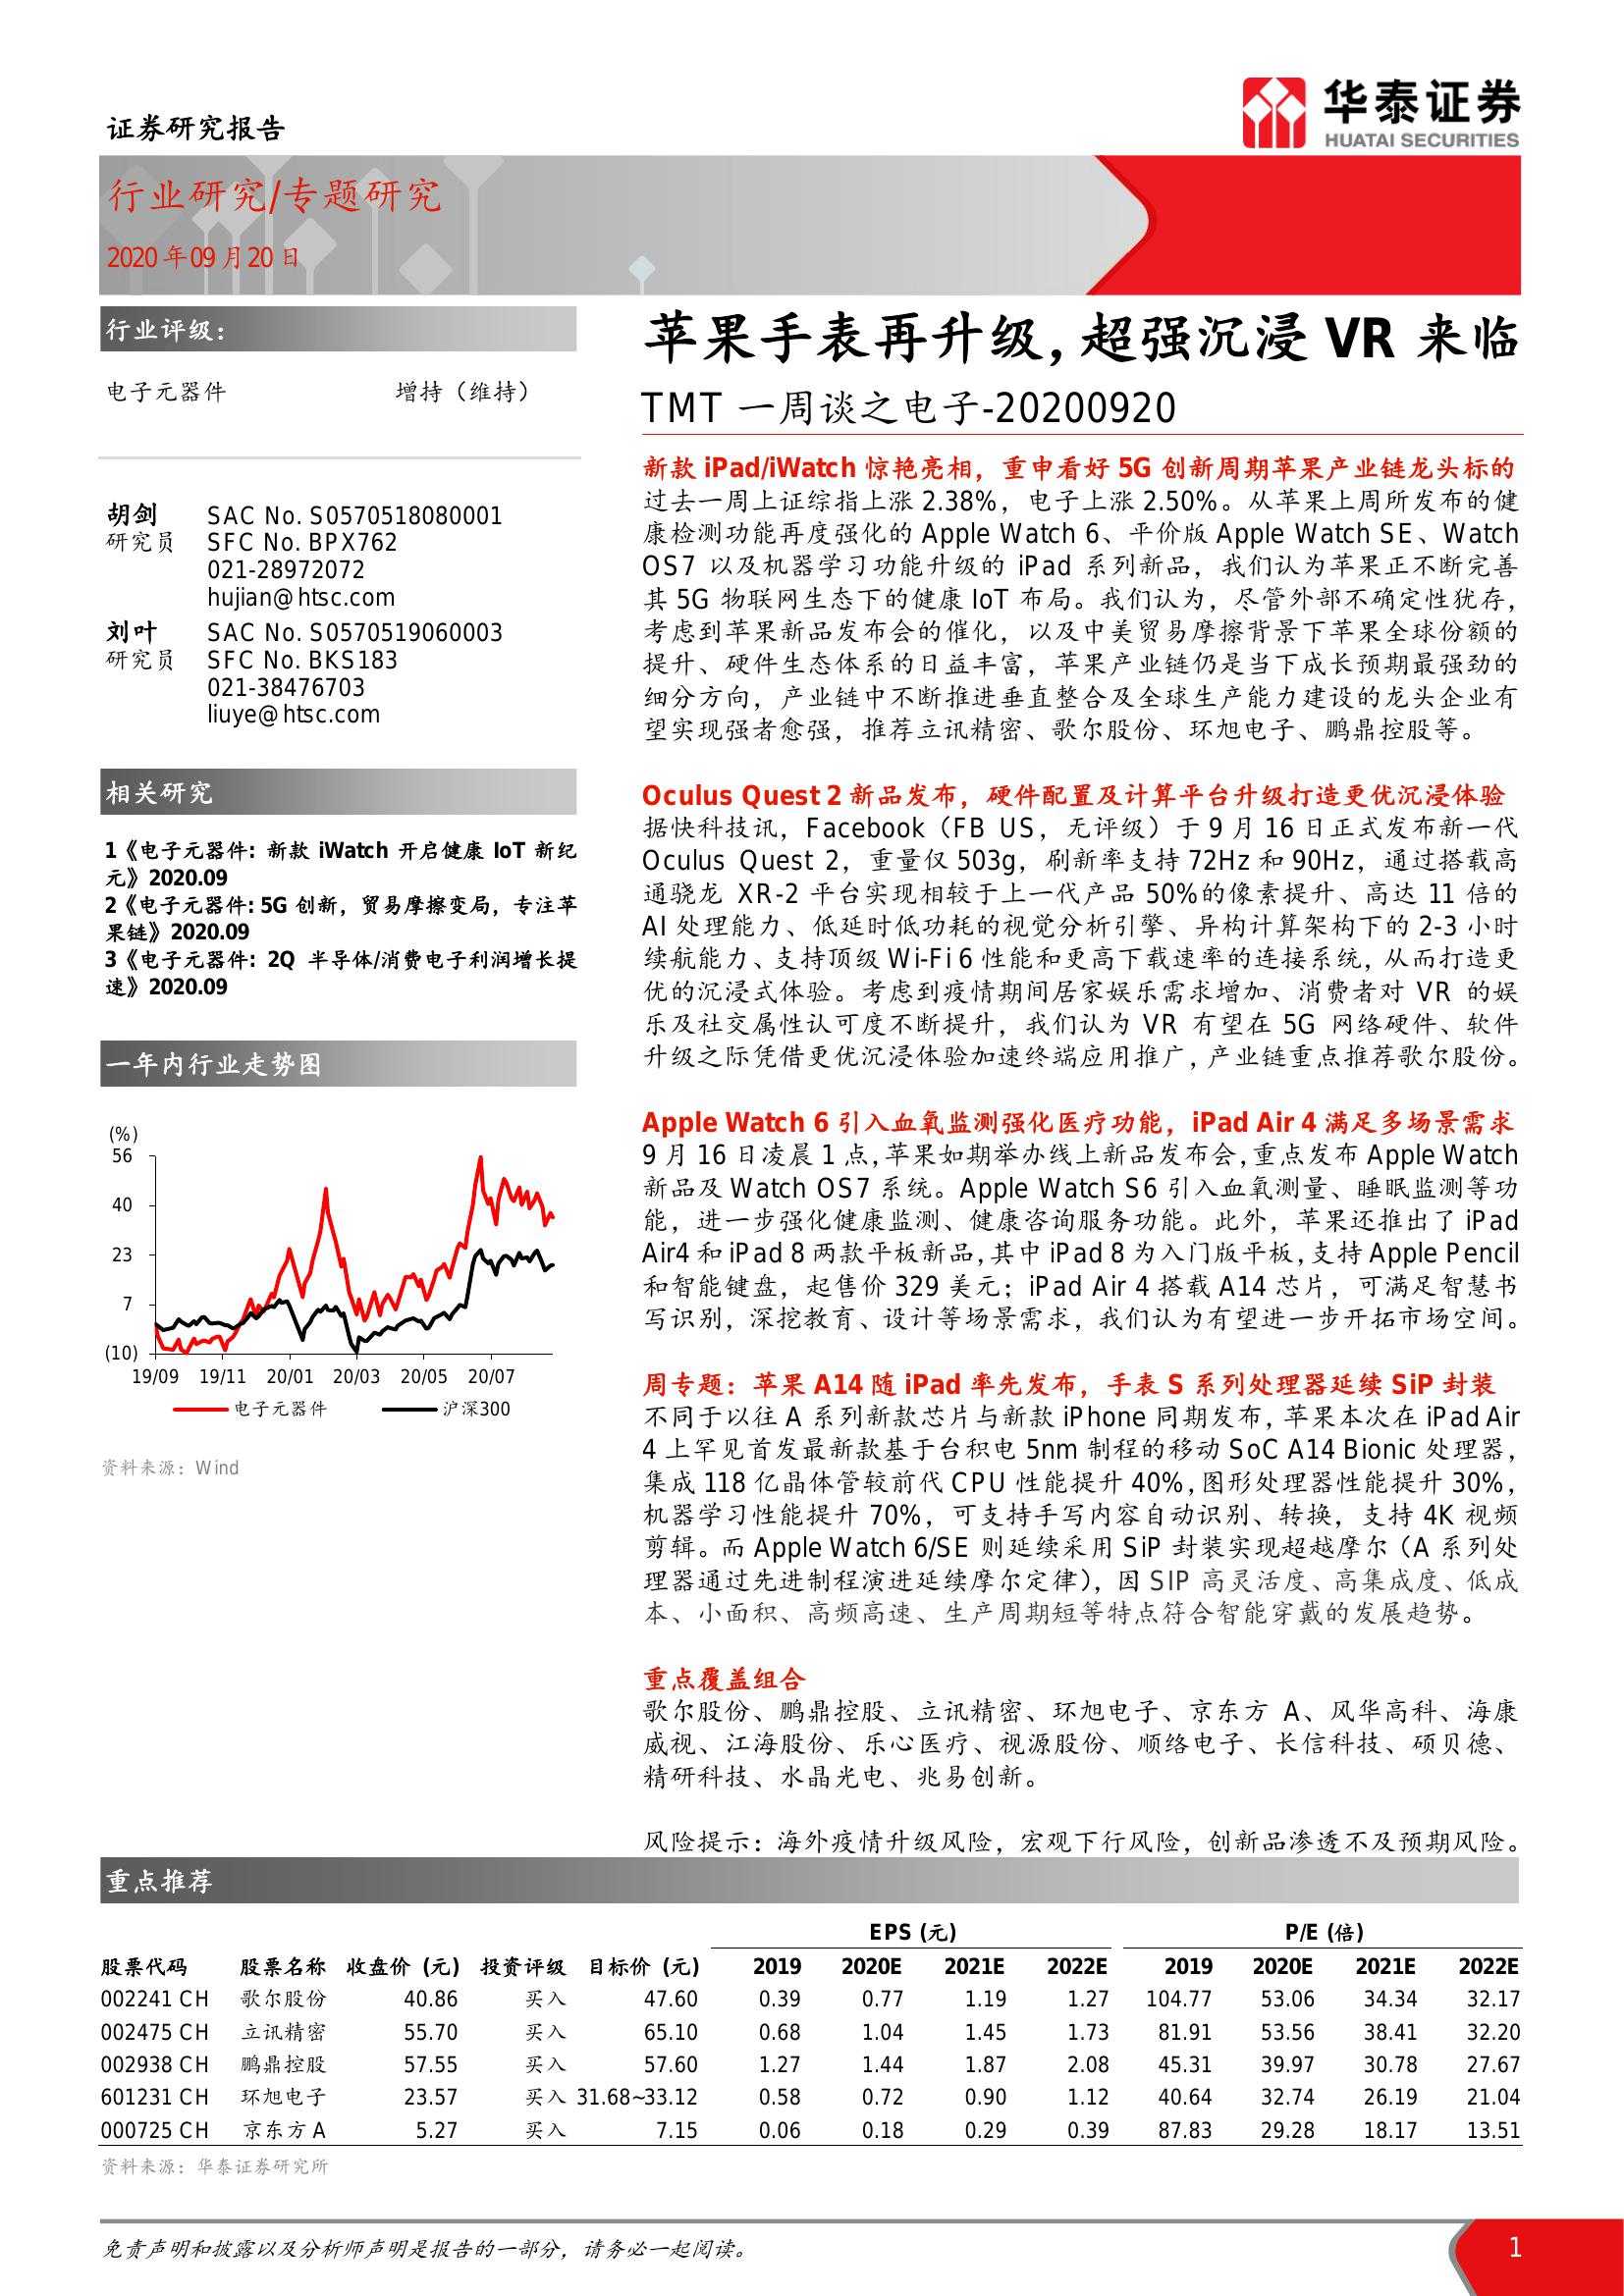 证券研究报告
华泰证券
HUATAI SECURITIES
行业研究/专题研究
2020年09月20日
行业评级：
电子元器件 增持（维持）
胡剑 SAC No. S0570518080001
研究员 SFC No. BPX762
021-28972072
hujian@htsc.com
刘叶 SAC No. S0570519060003
研究员 SFC No. BKS183
021-38476703
liuye@htsc.com
相关研究
1《电子元器件: 新款 iWatch 开启健康 IoT 新纪
元》2020.09
2《电子元器件: 5G 创新，贸易摩擦变局，专注苹
果链》2020.09
3《电子元器件: 2Q 半导体/消费电子利润增长提
速》2020.09
一年内行业走势图
(%)
56
40
23
7
(10)
19/09 19/11 20/01 20/03 20/05 20/07
电子元器件 沪深300
资料来源：Wind
苹果手表再升级，超强沉浸 VR 来临
TMT 一周谈之电子-20200920
新款 iPad/iWatch 惊艳亮相，重申看好 5G 创新周期苹果产业链龙头标的
过去一周上证综指上涨 2.38%，电子上涨 2.50%。从苹果上周所发布的健
康检测功能再度强化的 Apple Watch 6、平价版 Apple Watch SE、Watch
OS7 以及机器学习功能升级的 iPad 系列新品，我们认为苹果正不断完善
其 5G 物联网生态下的健康 IoT 布局。我们认为，尽管外部不确定性犹存，
考虑到苹果新品发布会的催化，以及中美贸易摩擦背景下苹果全球份额的
提升、硬件生态体系的日益丰富，苹果产业链仍是当下成长预期最强劲的
细分方向，产业链中不断推进垂直整合及全球生产能力建设的龙头企业有
望实现强者愈强，推荐立讯精密、歌尔股份、环旭电子、鹏鼎控股等。
Oculus Quest 2 新品发布，硬件配置及计算平台升级打造更优沉浸体验
据快科技讯，Facebook（FB US，无评级）于 9 月 16 日正式发布新一代
Oculus Quest 2，重量仅 503g，刷新率支持 72Hz 和 90Hz，通过搭载高
通骁龙 XR-2 平台实现相较于上一代产品 50%的像素提升、高达 11 倍的
AI 处理能力、低延时低功耗的视觉分析引擎、异构计算架构下的 2-3 小时
续航能力、支持顶级 Wi-Fi 6 性能和更高下载速率的连接系统，从而打造更
优的沉浸式体验。考虑到疫情期间居家娱乐需求增加、消费者对 VR 的娱
乐及社交属性认可度不断提升，我们认为 VR 有望在 5G 网络硬件、软件
升级之际凭借更优沉浸体验加速终端应用推广，产业链重点推荐歌尔股份。
Apple Watch 6 引入血氧监测强化医疗功能，iPad Air 4 满足多场景需求
9 月 16 日凌晨 1 点，苹果如期举办线上新品发布会，重点发布 Apple Watch
新品及 Watch OS7 系统。Apple Watch S6 引入血氧测量、睡眠监测等功
能，进一步强化健康监测、健康咨询服务功能。此外，苹果还推出了 iPad
Air4 和 iPad 8 两款平板新品，其中 iPad 8 为入门版平板，支持 Apple Pencil
和智能键盘，起售价 329 美元；iPad Air 4 搭载 A14 芯片，可满足智慧书
写识别，深挖教育、设计等场景需求，我们认为有望进一步开拓市场空间。
周专题：苹果 A14 随 iPad 率先发布，手表 S 系列处理器延续 SiP 封装
不同于以往 A 系列新款芯片与新款 iPhone 同期发布，苹果本次在 iPad Air
4 上罕见首发最新款基于台积电 5nm 制程的移动 SoC A14 Bionic 处理器，
集成 118 亿晶体管较前代 CPU 性能提升 40%，图形处理器性能提升 30%，
机器学习性能提升 70%，可支持手写内容自动识别、转换，支持 4K 视频
剪辑。而 Apple Watch 6/SE 则延续采用 SiP 封装实现超越摩尔（A 系列处
理器通过先进制程演进延续摩尔定律），因 SIP 高灵活度、高集成度、低成
本、小面积、高频高速、生产周期短等特点符合智能穿戴的发展趋势。
重点覆盖组合
歌尔股份、鹏鼎控股、立讯精密、环旭电子、京东方 A、风华高科、海康
威视、江海股份、乐心医疗、视源股份、顺络电子、长信科技、硕贝德、
精研科技、水晶光电、兆易创新。
风险提示：海外疫情升级风险，宏观下行风险，创新品渗透不及预期风险。
重点推荐
EPS (元) P/E (倍)
股票代码 股票名称 收盘价 (元) 投资评级 目标价 (元) 2019 2020E 2021E 2022E 2019 2020E 2021E 2022E
002241 CH 歌尔股份 40.86 买入 47.60 0.39 0.77 1.19 1.27 104.77 53.06 34.34 32.17
002475 CH 立讯精密 55.70 买入 65.10 0.68 1.04 1.45 1.73 81.91 53.56 38.41 32.20
002938 CH 鹏鼎控股 57.55 买入 57.60 1.27 1.44 1.87 2.08 45.31 39.97 30.78 27.67
601231 CH 环旭电子 23.57 买入 31.68~33.12 0.58 0.72 0.90 1.12 40.64 32.74 26.19 21.04
000725 CH 京东方 A 5.27 买入 7.15 0.06 0.18 0.29 0.39 87.83 29.28 18.17 13.51
资料来源：华泰证券研究所
免责声明和披露以及分析师声明是报告的一部分，请务必一起阅读。 1